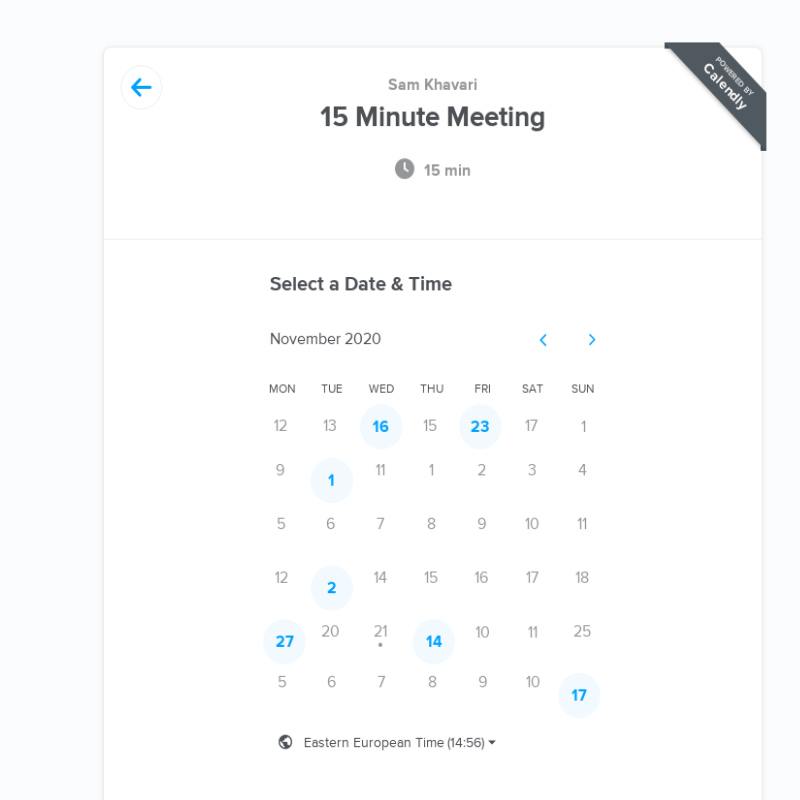 POWERED BY
Calendly
Sam Khavari
15 Minute Meeting
15 min
Select a Date & Time
November 2020
MON TUE WED THU FRI SAT SUN
12 13 16 15 23 17 1
9 1 11 1 2 3 4
5 6 7 8 9 10 11
12 2 14 15 16 17 18
27 20 21 14 10 11 25
5 6 7 8 9 10 17
Eastern European Time (14:56)